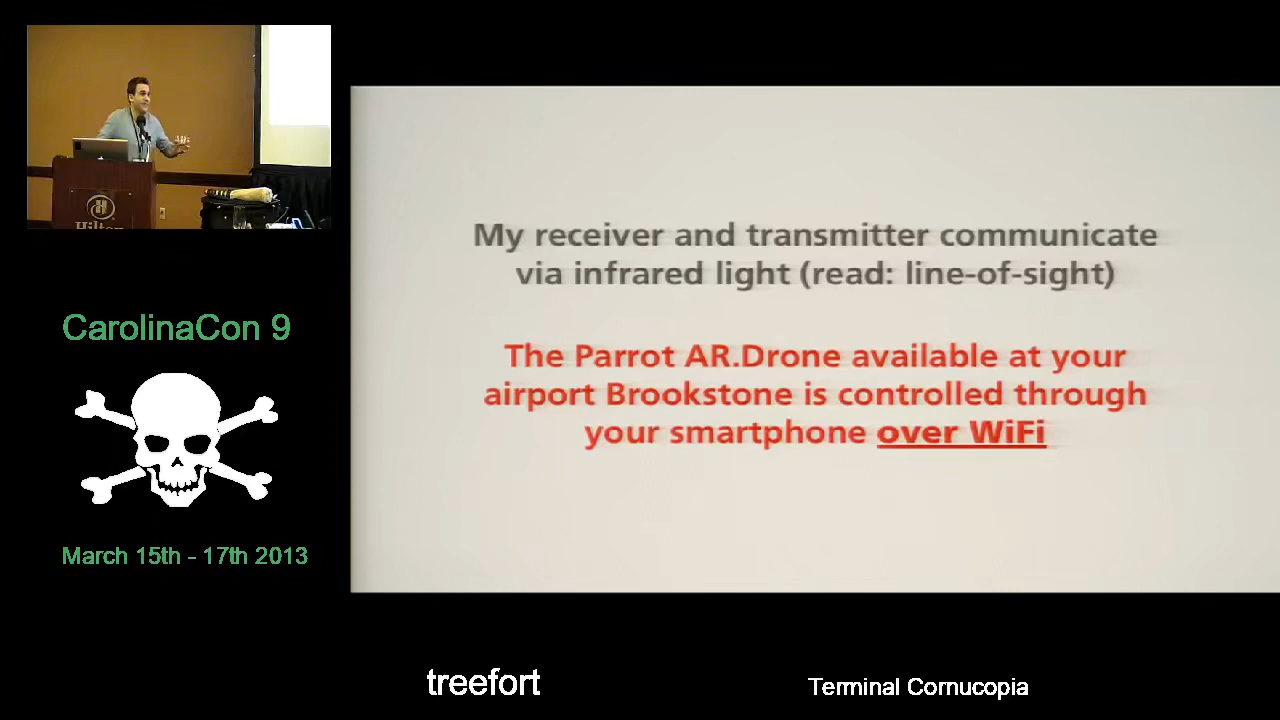 Hilton
CarolinaCon 9
March 15th - 17th 2013
My receiver and transmitter communicate
via infrared light (read: line-of-sight)
The Parrot AR.Drone available at your
airport Brookstone is controlled through
your smartphone over WiFi
treefort
Terminal Cornucopia